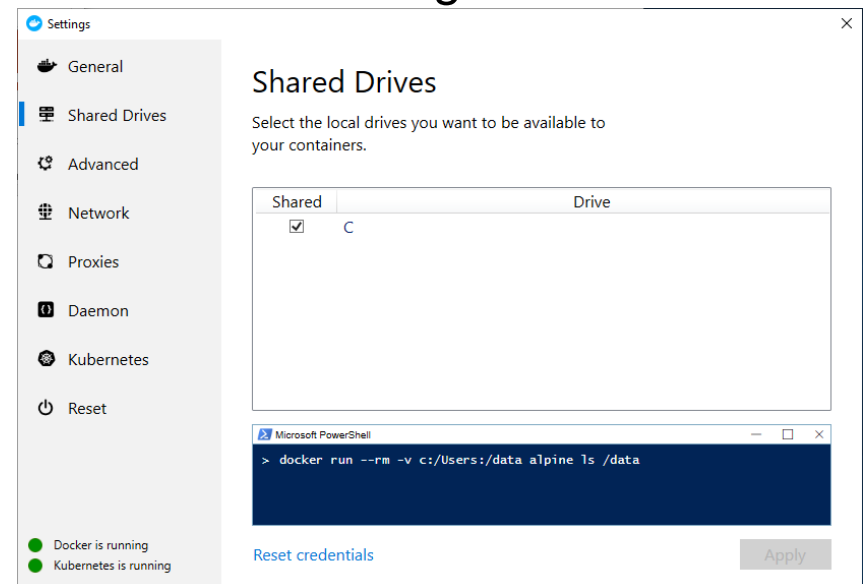 Settings
General
Shared Drives
Advanced
Network
Proxies
Daemon
Kubernetes
Reset
Docker is running
Kubernetes is running
Shared Drives
Select the local drives you want to be available to
your containers.
Shared Drive
C
Microsoft PowerShell
> docker run --rm -v c:/Users:/data alpine ls /data
Reset credentials
Apply